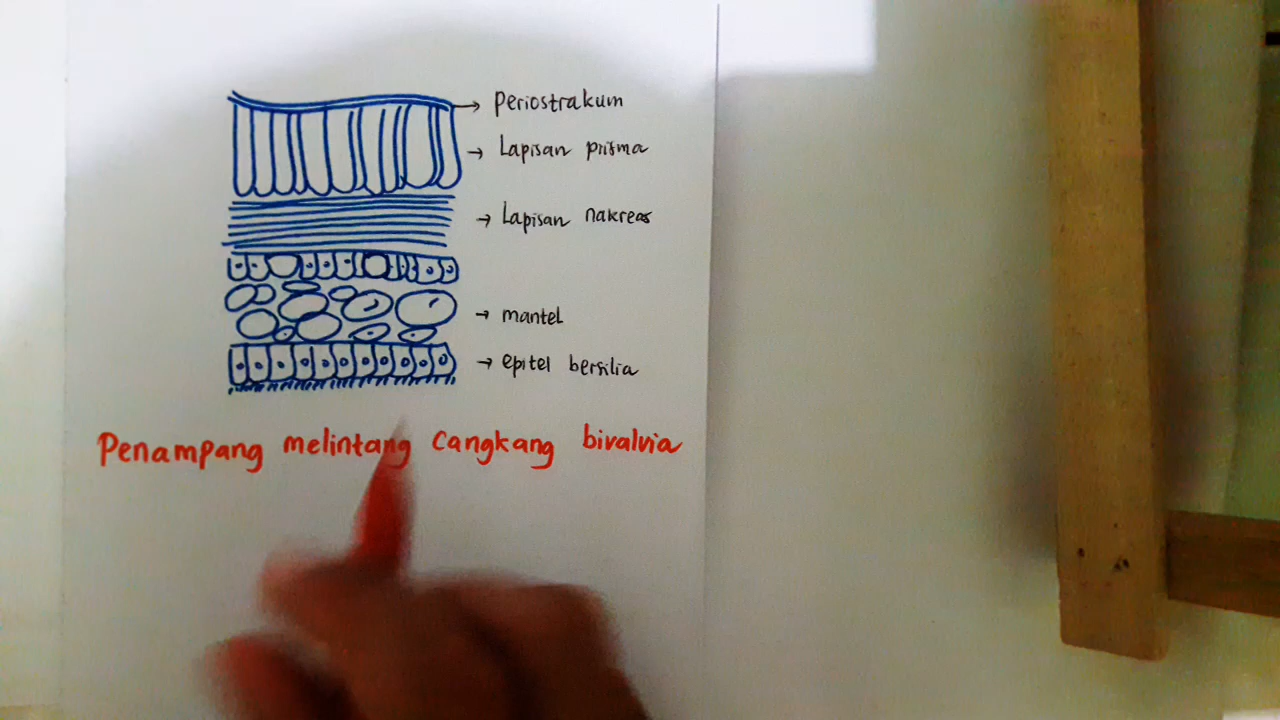 Periostrakum
Lapisan prisma
Lapisan nakreas
mantel
epitel bersilia
Penampang melintang cangkang bivalvia